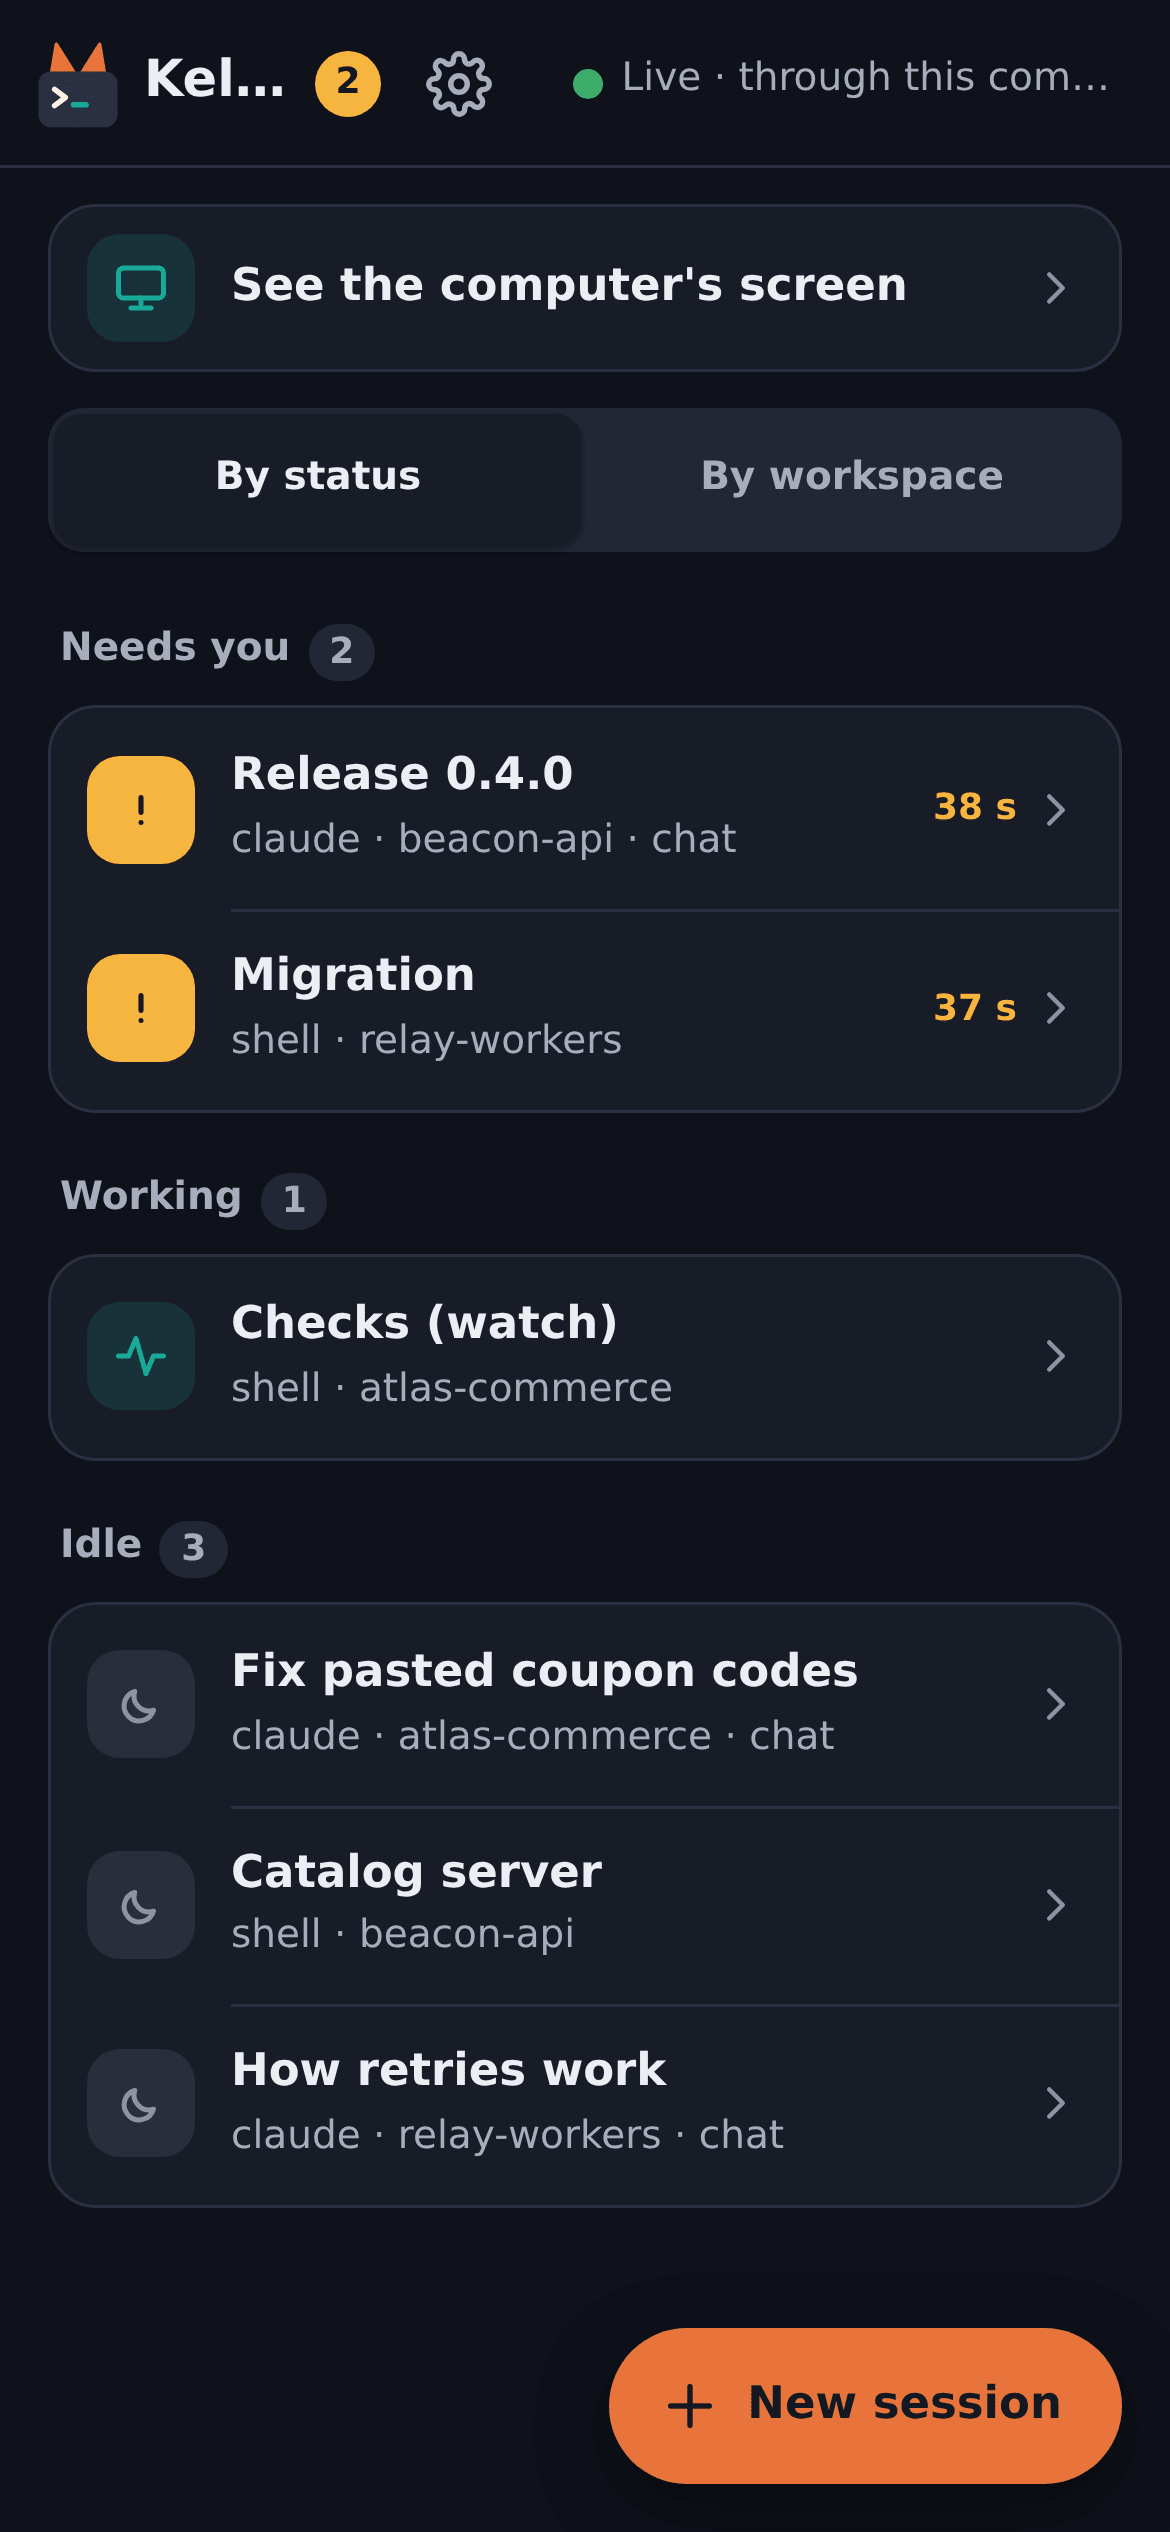 Kel...
2
Live · through this com...
See the computer's screen
By status
By workspace
Needs you 2
Release 0.4.0
claude · beacon-api · chat
38 s
Migration
shell · relay-workers
37 s
Working 1
Checks (watch)
shell · atlas-commerce
Idle 3
Fix pasted coupon codes
claude · atlas-commerce · chat
Catalog server
shell · beacon-api
How retries work
claude · relay-workers · chat
New session